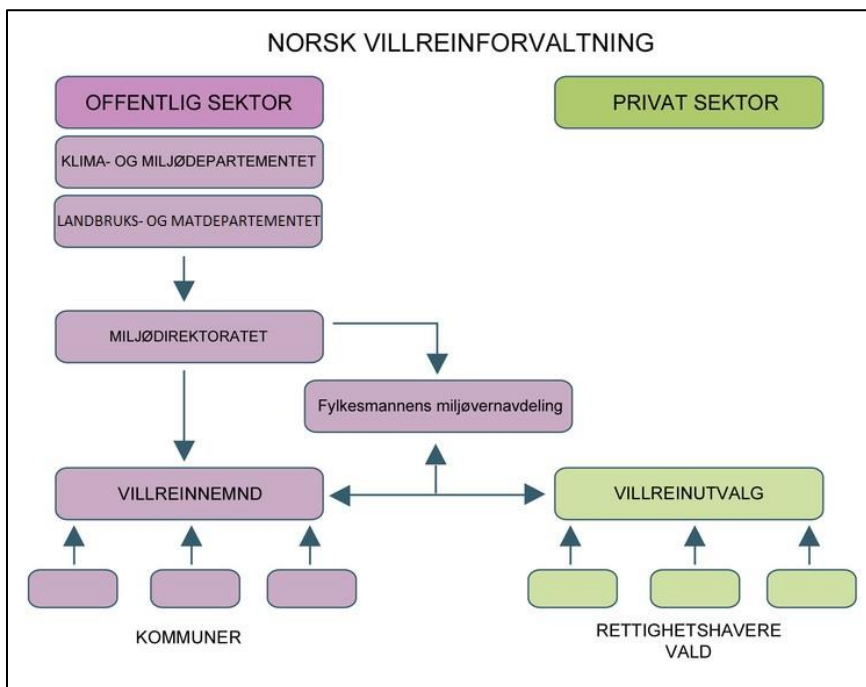 NORSK VILLREINFORVALTNING
OFFENTLIG SEKTOR
PRIVAT SEKTOR
KLIMA- OG MILJØDEPARTEMENTET
LANDBRUKS- OG MATDEPARTEMENTET
MILJØDIREKTORATET
Fylkesmannens miljøvernavdeling
VILLREINNEMND
VILLREINUTVALG
KOMMUNER
RETTIGHETSHAVERE
VALD